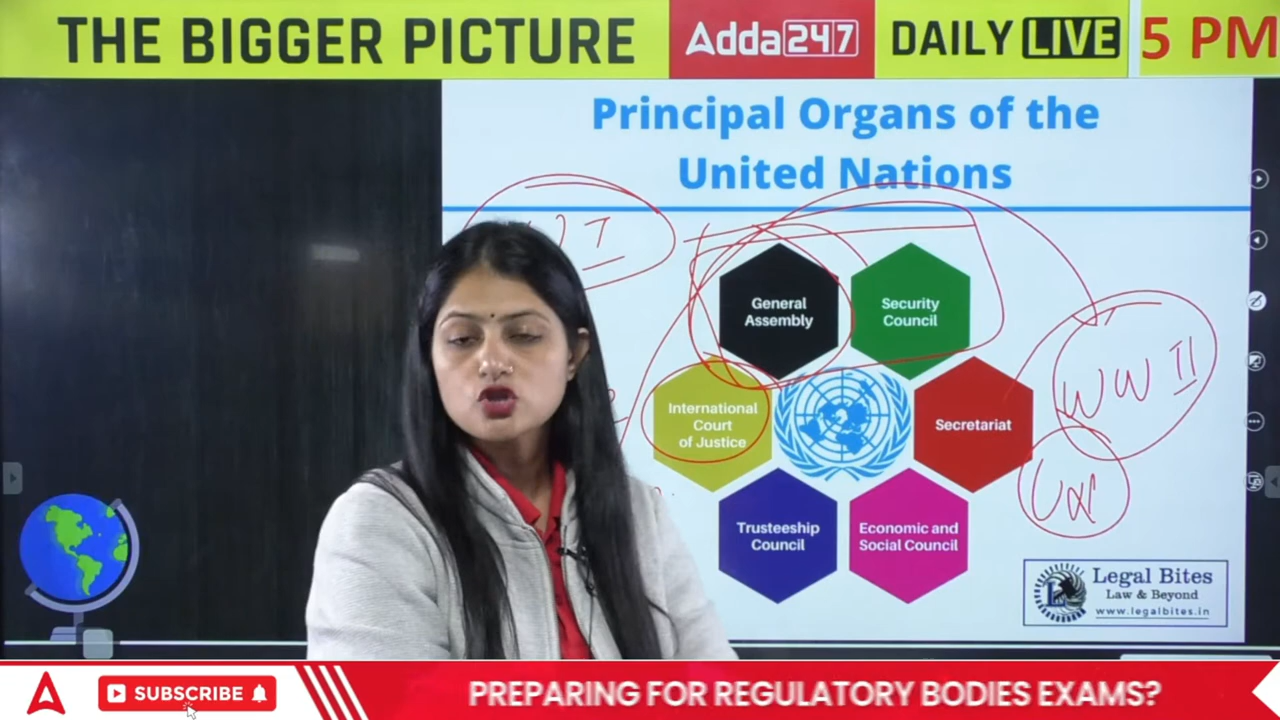 THE BIGGER PICTURE
Adda247
DAILY LIVE
5 PM
Principal Organs of the
United Nations
I
General
Assembly
Security
Council
WW II
International
Court
of Justice
Secretariat
Trusteeship
Council
Economic and
Social Council
Legal Bites
Law & Beyond
www.legalbites.in
SUBSCRIBE
PREPARING FOR REGULATORY BODIES EXAMS?